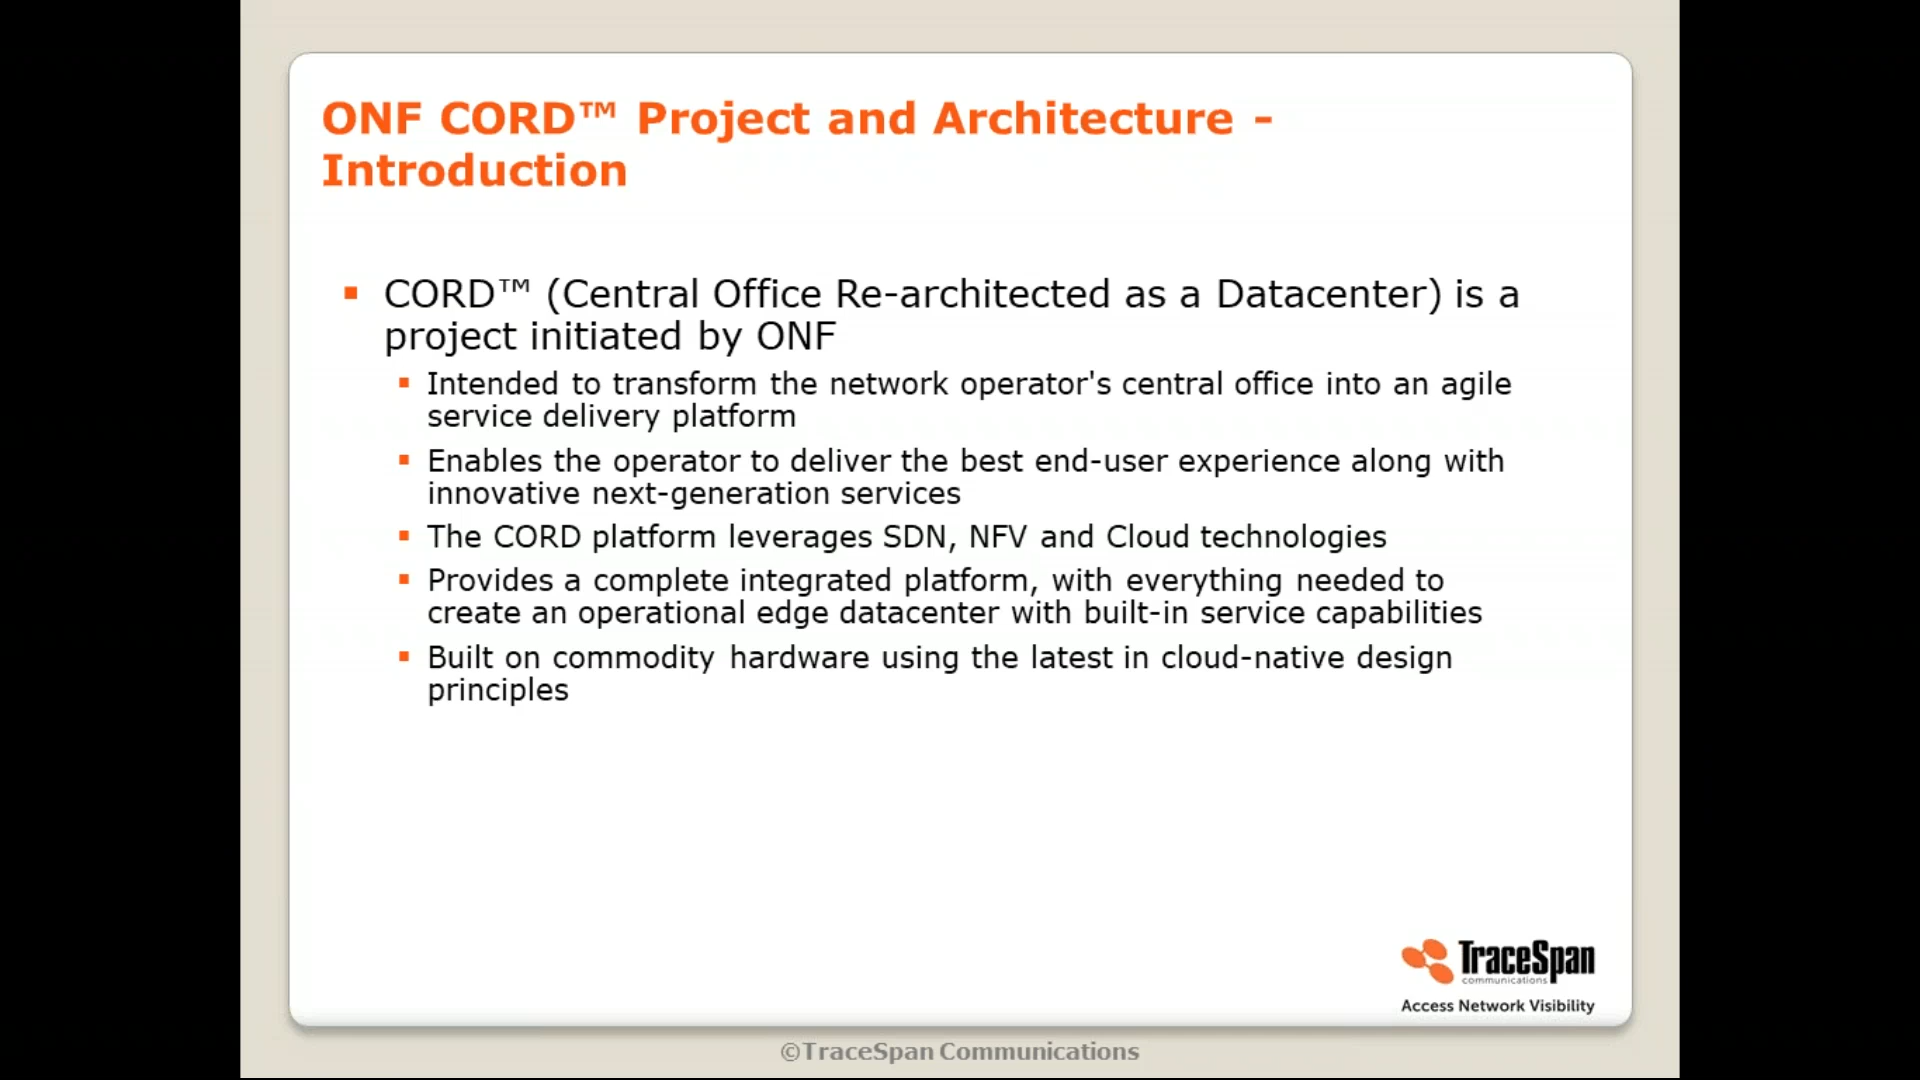 ONF CORD™ Project and Architecture -
Introduction
CORD™ (Central Office Re-architected as a Datacenter) is a
project initiated by ONF
Intended to transform the network operator's central office into an agile
service delivery platform
Enables the operator to deliver the best end-user experience along with
innovative next-generation services
The CORD platform leverages SDN, NFV and Cloud technologies
Provides a complete integrated platform, with everything needed to
create an operational edge datacenter with built-in service capabilities
Built on commodity hardware using the latest in cloud-native design
principles
TraceSpan
communications
Access Network Visibility
©TraceSpan Communications